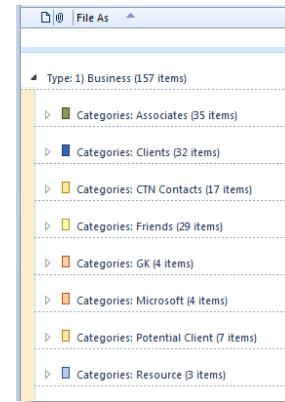 File As
Type: 1) Business (157 items)
Categories: Associates (35 items)
Categories: Clients (32 items)
Categories: CTN Contacts (17 items)
Categories: Friends (29 items)
Categories: GK (4 items)
Categories: Microsoft (4 items)
Categories: Potential Client (7 items)
Categories: Resource (3 items)